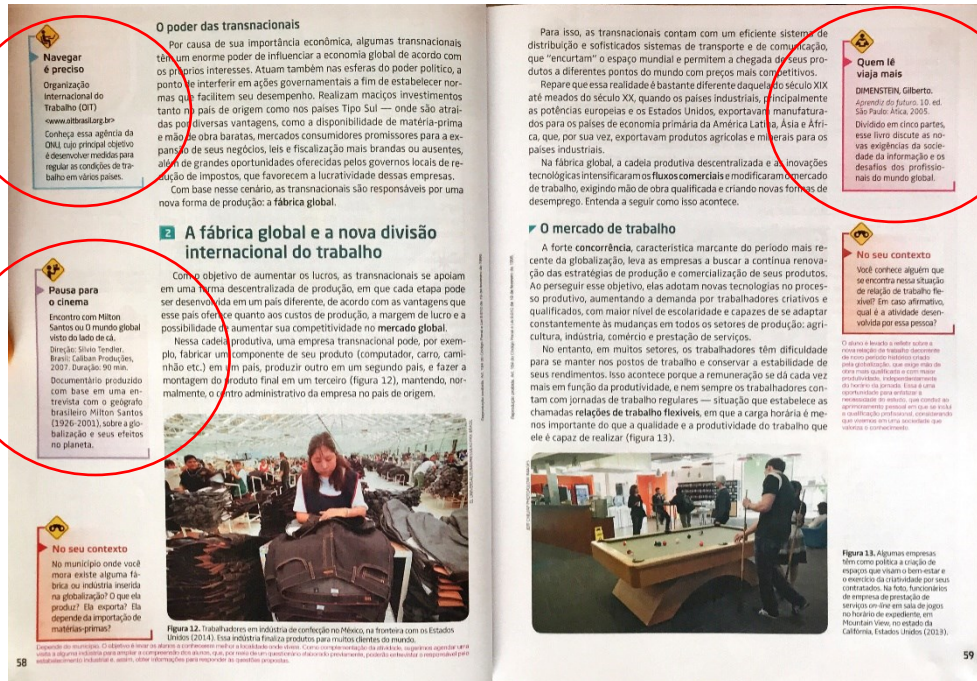 Navegar
é preciso
Organização
Internacional do
Trabalho (OIT)
<www.oitbrasil.org.br>
Conheça essa agência da
ONU, cujo principal objetivo
é desenvolver medidas para
regular as condições de tra-
balho em vários países.
Pausa para
o cinema
Encontro com Milton
Santos ou O mundo global
visto do lado de cá.
Direção: Sílvio Tendler.
Brasil: Caliban Produções,
2007. Duração: 90 min.
Documentário produzido
com base em uma en-
trevista com o geógrafo
brasileiro Milton Santos
(1926-2001), sobre a glo-
balização e seus efeitos
no planeta.
No seu contexto
No município onde você
mora existe alguma fá-
brica ou indústria inserida
na globalização? O que ela
produz? Ela exporta? Ela
depende da importação de
matérias-primas?
O poder das transnacionais
Por causa de sua importância econômica, algumas transnacionais
têm um enorme poder de influenciar a economia global de acordo com
os próprios interesses. Atuam também nas esferas do poder político, a
ponto de interferir em ações governamentais a fim de estabelecer nor-
mas que facilitem seu desempenho. Realizam maciços investimentos
tanto no país de origem como nos países Tipo Sul — onde são atraí-
das por diversas vantagens, como a disponibilidade de matéria-prima
e mão de obra baratas, mercados consumidores promissores para a ex-
pansão de seus negócios, leis e fiscalização mais brandas ou ausentes,
além de grandes oportunidades oferecidas pelos governos locais de re-
dução de impostos, que favorecem a lucratividade dessas empresas.
Com base nesse cenário, as transnacionais são responsáveis por uma
nova forma de produção: a fábrica global.
2 A fábrica global e a nova divisão
internacional do trabalho
Com o objetivo de aumentar os lucros, as transnacionais se apoiam
em uma forma descentralizada de produção, em que cada etapa pode
ser desenvolvida em um país diferente, de acordo com as vantagens que
esse país oferece quanto aos custos de produção, a margem de lucro e a
possibilidade de aumentar sua competitividade no mercado global.
Nessa cadeia produtiva, uma empresa transnacional pode, por exem-
plo, fabricar um componente de seu produto (computador, carro, cami-
nhão etc.) em um país, produzir outro em um segundo país, e fazer a
montagem do produto final em um terceiro (figura 12), mantendo, nor-
malmente, o centro administrativo da empresa no país de origem.
Figura 12. Trabalhadores em indústria de confecção no México, na fronteira com os Estados
Unidos (2014). Essa indústria finaliza produtos para muitos clientes do mundo.
58
Para isso, as transnacionais contam com um eficiente sistema de
distribuição e sofisticados sistemas de transporte e de comunicação,
que "encurtam" o espaço mundial e permitem a chegada de seus pro-
dutos a diferentes pontos do mundo com preços mais competitivos.
Repare que essa realidade é bastante diferente daquela do século XIX
até meados do século XX, quando os países industriais, principalmente
as potências europeias e os Estados Unidos, exportavam manufatura-
dos para os países de economia primária da América Latina, Ásia e Áfri-
ca, que, por sua vez, exportavam produtos agrícolas e minerais para os
países industriais.
Na fábrica global, a cadeia produtiva descentralizada e as inovações
tecnológicas intensificaram os fluxos comerciais e modificaram o mercado
de trabalho, exigindo mão de obra qualificada e criando novas formas de
desemprego. Entenda a seguir como isso acontece.
O mercado de trabalho
A forte concorrência, característica marcante do período mais re-
cente da globalização, leva as empresas a buscar a contínua renova-
ção das estratégias de produção e comercialização de seus produtos.
Ao perseguir esse objetivo, elas adotam novas tecnologias no proces-
so produtivo, aumentando a demanda por trabalhadores criativos e
qualificados, com maior nível de escolaridade e capazes de se adaptar
constantemente às mudanças em todos os setores de produção: agri-
cultura, indústria, comércio e prestação de serviços.
No entanto, em muitos setores, os trabalhadores têm dificuldade
para se manter nos postos de trabalho e conservar a estabilidade de
seus rendimentos. Isso acontece porque a remuneração se dá cada vez
mais em função da produtividade, e nem sempre os trabalhadores con-
tam com jornadas de trabalho regulares — situação que estabelece as
chamadas relações de trabalho flexíveis, em que a carga horária é me-
nos importante do que a qualidade e a produtividade do trabalho que
ele é capaz de realizar (figura 13).
Quem lê
viaja mais
DIMENSTEIN, Gilberto.
Aprendiz do futuro. 10. ed.
São Paulo: Ática, 2005.
Dividido em cinco partes,
esse livro discute as no-
vas exigências da socie-
dade da informação e os
desafios dos profissio-
nais do mundo global.
No seu contexto
Você conhece alguém que
se encontra nessa situação
de relação de trabalho fle-
xível? Em caso afirmativo,
qual é a atividade desen-
volvida por essa pessoa?
Figura 13. Algumas empresas
têm como política a criação de
espaços que visam o bem-estar e
o exercício da criatividade por seus
contratados. Na foto, funcionários
de empresa de prestação de
serviços on-line em sala de jogos
no horário de expediente, em
Mountain View, no estado da
Califórnia, Estados Unidos (2013).
59